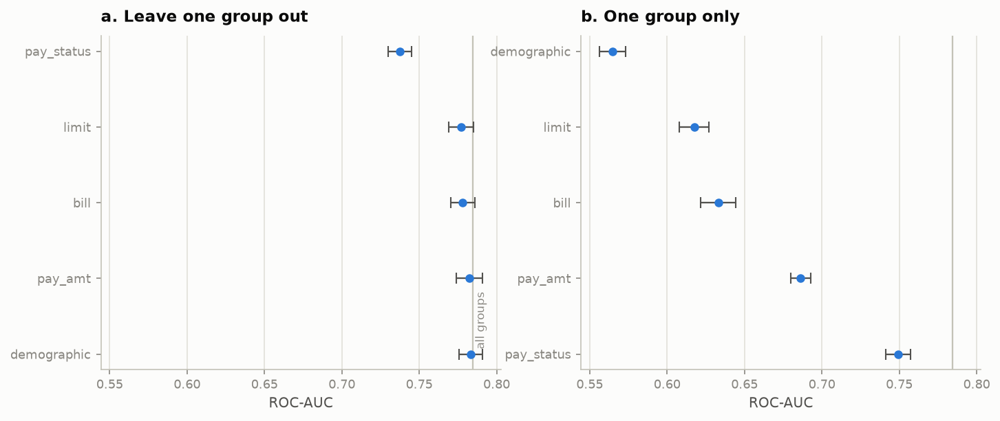 a. Leave one group out
pay_status
limit
bill
pay_amt
demographic
all groups
0.55 0.60 0.65 0.70 0.75 0.80
ROC-AUC
b. One group only
demographic
limit
bill
pay_amt
pay_status
0.55 0.60 0.65 0.70 0.75 0.80
ROC-AUC